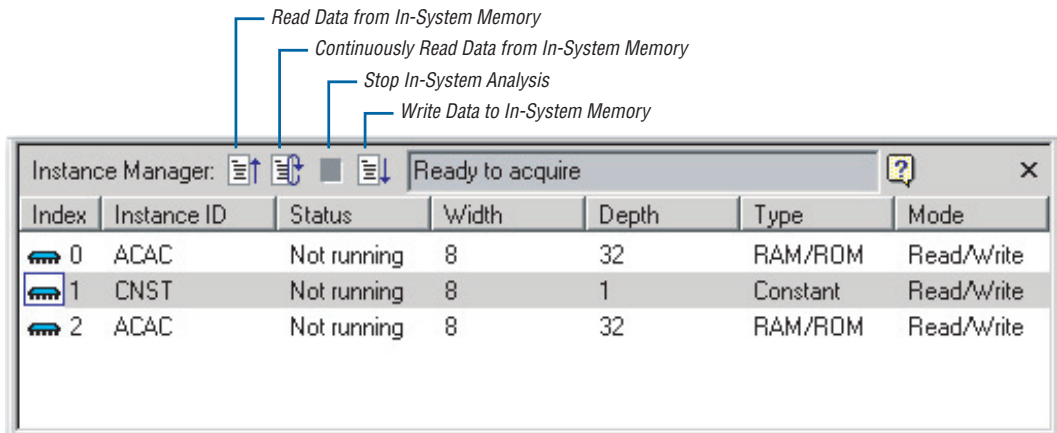 Read Data from In-System Memory
Continuously Read Data from In-System Memory
Stop In-System Analysis
Write Data to In-System Memory
Instance Manager: Ready to acquire
Index Instance ID Status Width Depth Type Mode
0 ACAC Not running 8 32 RAM/ROM Read/Write
1 CNST Not running 8 1 Constant Read/Write
2 ACAC Not running 8 32 RAM/ROM Read/Write